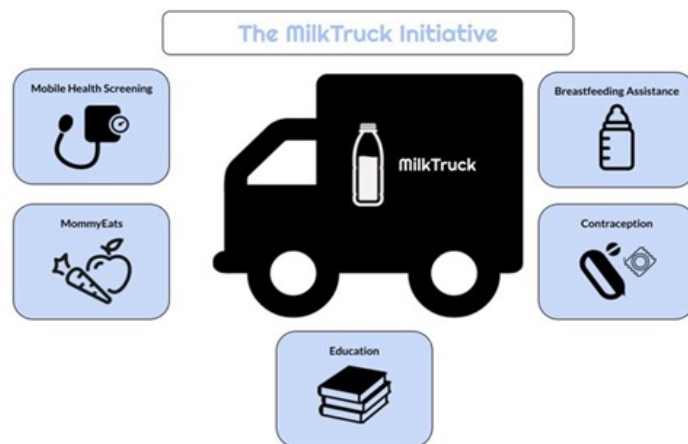 The MilkTruck Initiative
Mobile Health Screening
Breastfeeding Assistance
MilkTruck
MommyEats
Contraception
Education